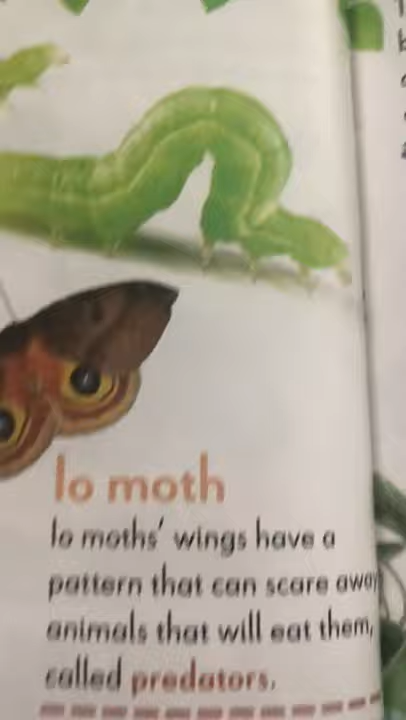 Io moth
Io moths' wings have a
pattern that can scare away
animals that will eat them,
called predators.